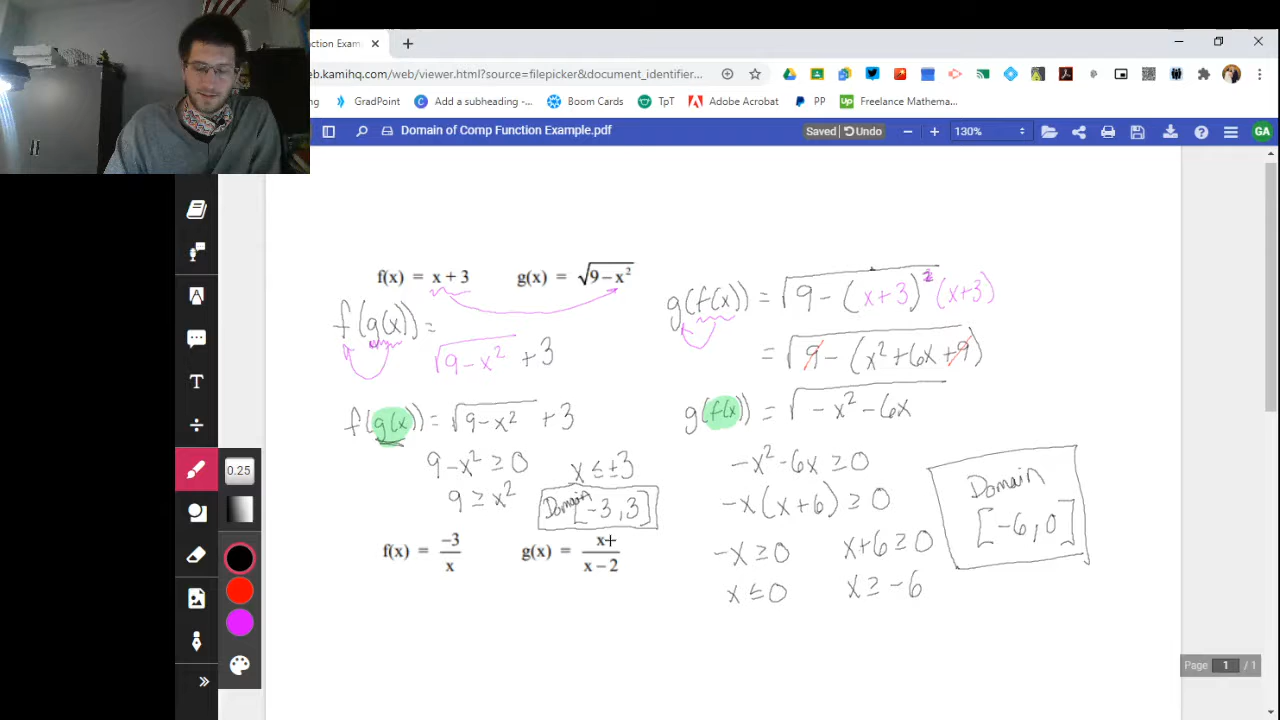 nction Exam
eb.kamihq.com/web/viewer.html?source=filepicker&document_identifier...
ng GradPoint Add a subheading -... Boom Cards TpT Adobe Acrobat PP Freelance Mathema...
Domain of Comp Function Example.pdf Saved Undo 130% GA
f(x) = x + 3 g(x) = √9 − x²
f(g(x)) =
√9-x² + 3
f(g(x)) = √9-x² + 3
9-x² ≥ 0
9 ≥ x²
x ≤ ±3
Domain [-3,3]
g(f(x)) = √9-(x+3)² (x+3)
= √9-(x²+6x+9)
g(f(x)) = √-x²-6x
-x²-6x ≥ 0
-x(x+6) ≥ 0
-x ≥ 0 x+6 ≥ 0
x ≤ 0 x ≥ -6
Domain
[-6,0]
f(x) = −3/x g(x) = x/x − 2
0.25
Page 1 / 1